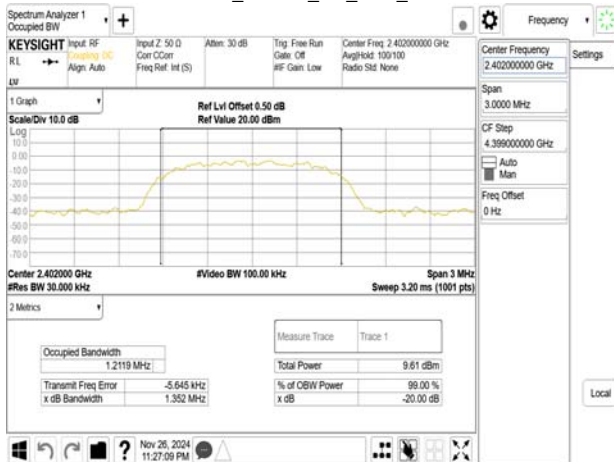 Spectrum Analyzer 1
Occupied BW
+
Frequency
KEYSIGHT
Input: RF
Coupling: DC
Align: Auto
Input Z: 50 Ω
Corr CCorr
Freq Ref: Int (S)
Atten: 30 dB
Trig: Free Run
Gate: Off
#IF Gain: Low
Center Freq: 2.402000000 GHz
Avg|Hold: 100/100
Radio Std: None
R L
LV
Center Frequency
2.402000000 GHz
Settings
Span
3.0000 MHz
CF Step
4.399000000 GHz
Auto
Man
Freq Offset
0 Hz
Local
1 Graph
Scale/Div 10.0 dB
Ref Lvl Offset 0.50 dB
Ref Value 20.00 dBm
Log
10.0
0.00
-10.0
-20.0
-30.0
-40.0
-50.0
-60.0
-70.0
Center 2.402000 GHz
#Video BW 100.00 kHz
Span 3 MHz
#Res BW 30.000 kHz
Sweep 3.20 ms (1001 pts)
2 Metrics
Measure Trace
Trace 1
Occupied Bandwidth
1.2119 MHz
Total Power
9.61 dBm
Transmit Freq Error
-5.645 kHz
% of OBW Power
99.00 %
x dB Bandwidth
1.352 MHz
x dB
-20.00 dB
?
Nov 26, 2024
11:27:09 PM